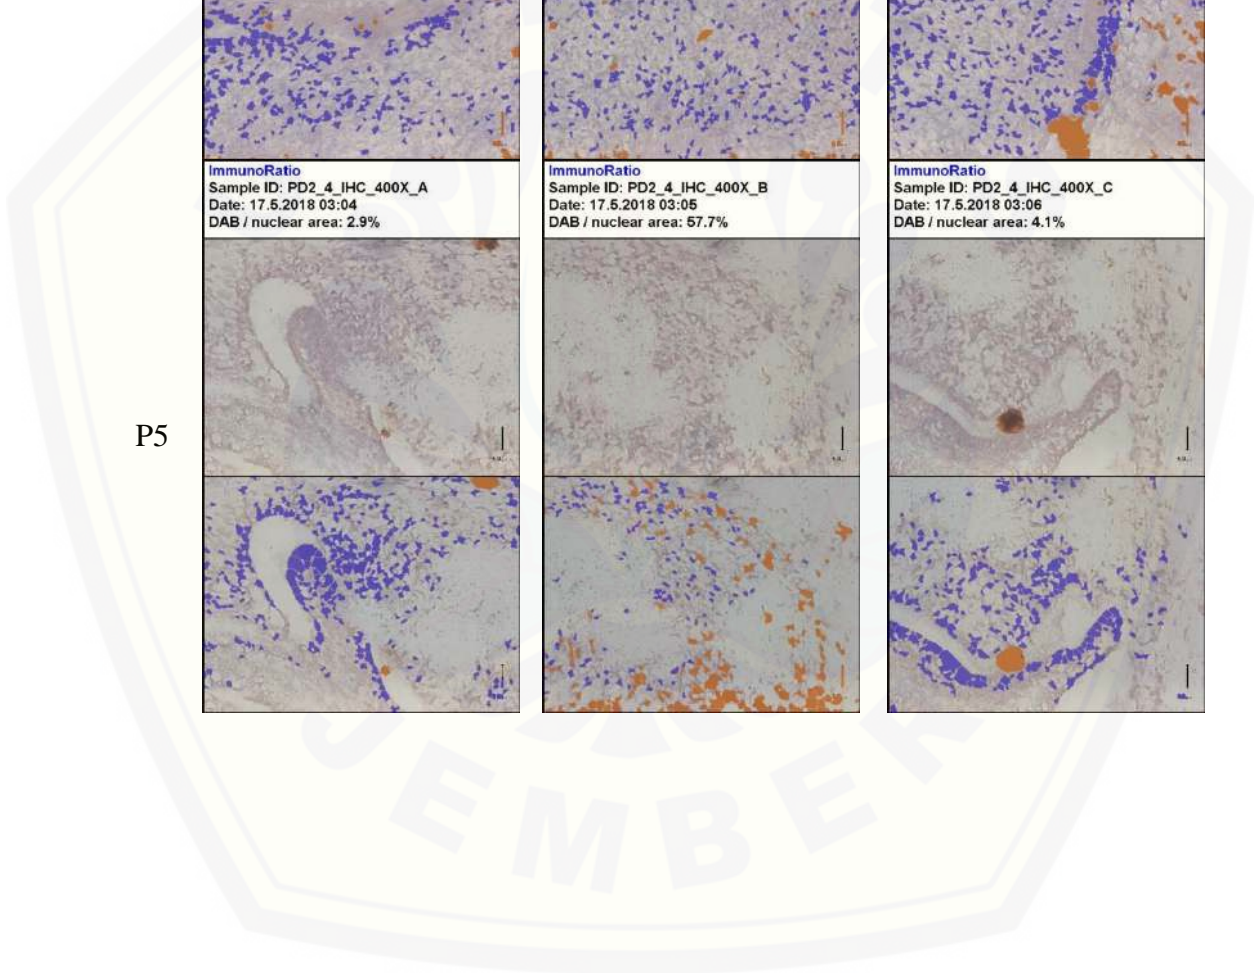 ImmunoRatio
Sample ID: PD2_4_IHC_400X_A
Date: 17.5.2018 03:04
DAB / nuclear area: 2.9%
ImmunoRatio
Sample ID: PD2_4_IHC_400X_B
Date: 17.5.2018 03:05
DAB / nuclear area: 57.7%
ImmunoRatio
Sample ID: PD2_4_IHC_400X_C
Date: 17.5.2018 03:06
DAB / nuclear area: 4.1%
P5
JEMBER